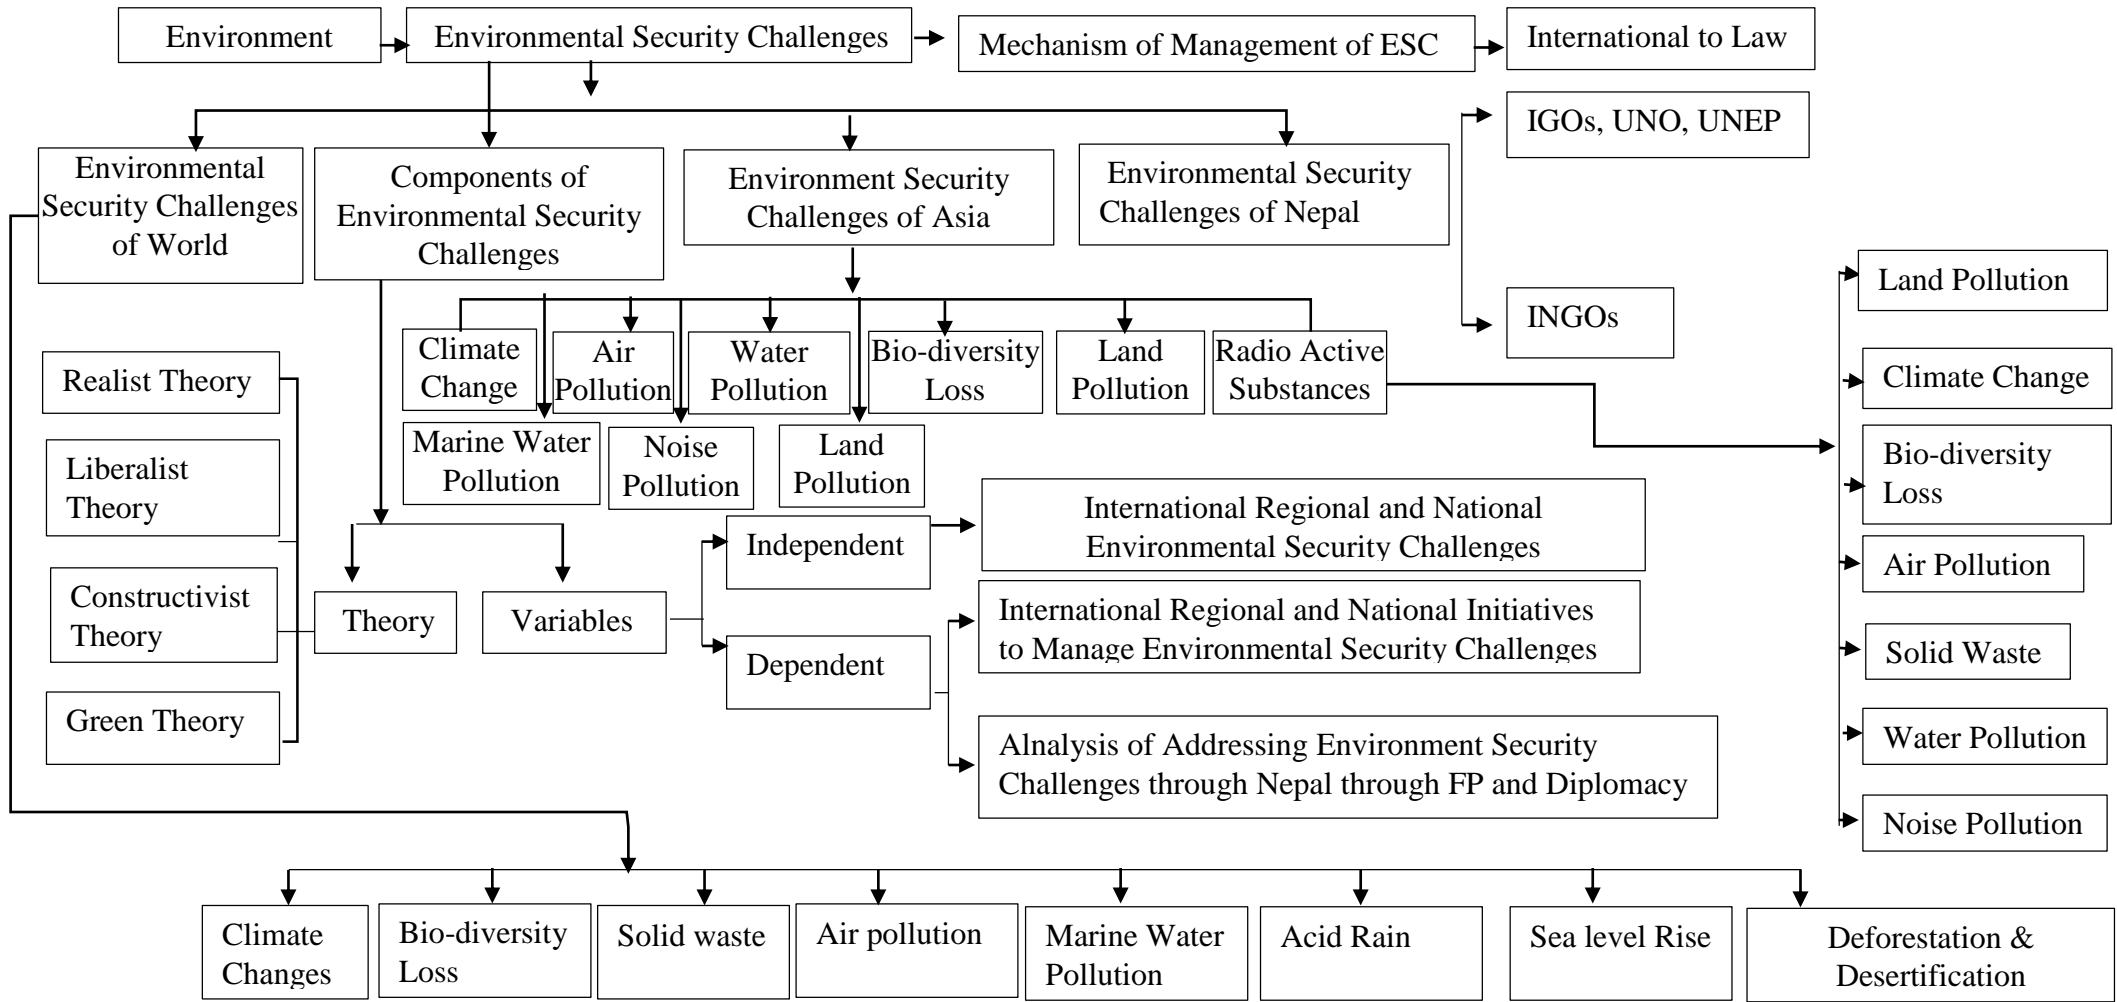 Environment
Environmental Security Challenges
Mechanism of Management of ESC
International to Law
IGOs, UNO, UNEP
INGOs
Environmental
Security Challenges
of World
Components of
Environmental Security
Challenges
Environment Security
Challenges of Asia
Environmental Security
Challenges of Nepal
Climate
Change
Air
Pollution
Water
Pollution
Bio-diversity
Loss
Land
Pollution
Radio Active
Substances
Marine Water
Pollution
Noise
Pollution
Land
Pollution
Land Pollution
Climate Change
Bio-diversity
Loss
Air Pollution
Solid Waste
Water Pollution
Noise Pollution
Realist Theory
Liberalist
Theory
Constructivist
Theory
Green Theory
Theory
Variables
Independent
Dependent
International Regional and National
Environmental Security Challenges
International Regional and National Initiatives
to Manage Environmental Security Challenges
Alnalysis of Addressing Environment Security
Challenges through Nepal through FP and Diplomacy
Climate
Changes
Bio-diversity
Loss
Solid waste
Air pollution
Marine Water
Pollution
Acid Rain
Sea level Rise
Deforestation &
Desertification